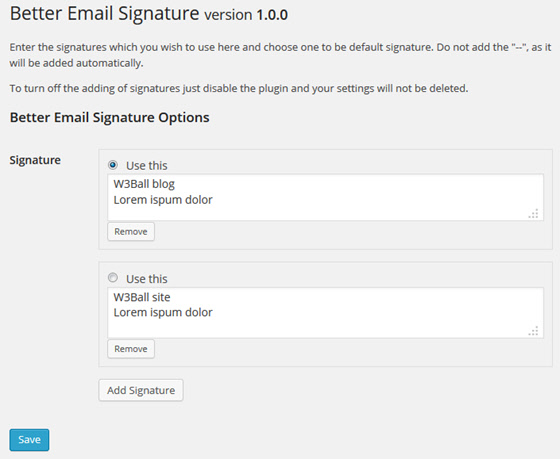 Better Email Signature version 1.0.0
Enter the signatures which you wish to use here and choose one to be default signature. Do not add the "--", as it
will be added automatically.
To turn off the adding of signatures just disable the plugin and your settings will not be deleted.
Better Email Signature Options
Signature
Use this
W3Ball blog
Lorem ispum dolor
Remove
Use this
W3Ball site
Lorem ispum dolor
Remove
Add Signature
Save